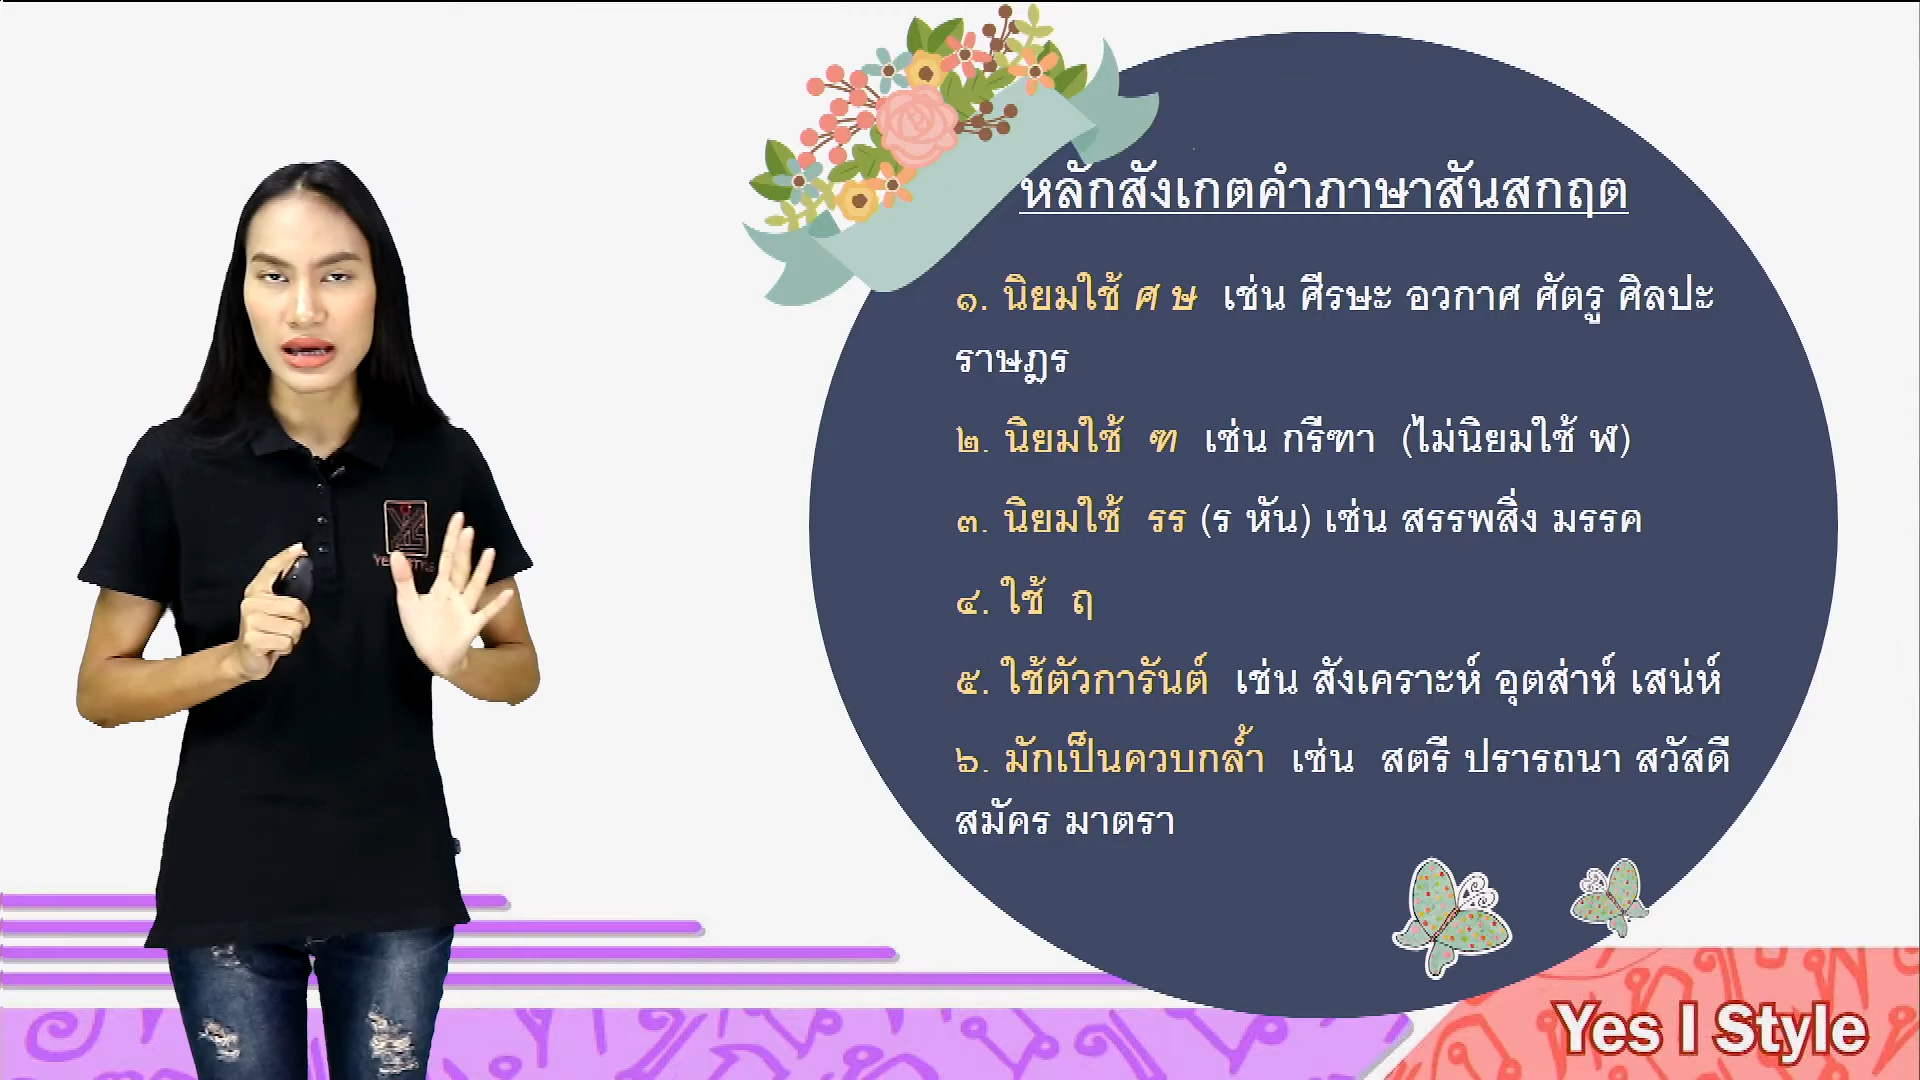 หลักสังเกตคำภาษาสันสกฤต
๑. นิยมใช้ ศ ษ เช่น ศีรษะ อวกาศ ศัตรู ศิลปะ
ราษฎร
๒. นิยมใช้ ฑ เช่น กรีฑา (ไม่นิยมใช้ ฬ)
๓. นิยมใช้ รร (ร หัน) เช่น สรรพสิ่ง มรรค
๔. ใช้ ฤ
๕. ใช้ตัวการันต์ เช่น สังเคราะห์ อุตส่าห์ เสน่ห์
๖. มักเป็นควบกล้ำ เช่น สตรี ปรารถนา สวัสดี
สมัคร มาตรา
Yes I Style